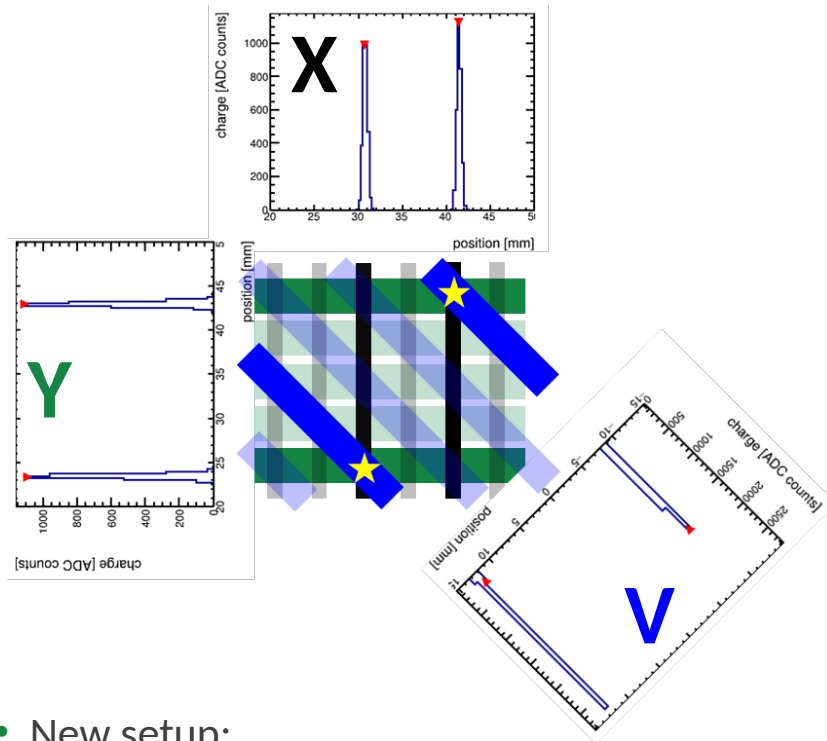 charge [ADC counts]
X
1000
800
600
400
200
0
20 25 30 35 40 45
position [mm]
position [mm]
45
40
35
30
25
20
Y
1000 800 600 400 200 0
charge [ADC counts]
-15
-10
-5
0
5
10
position [mm]
0 500 1000 1500 2000 2500
charge [ADC counts]
V
• New setup: